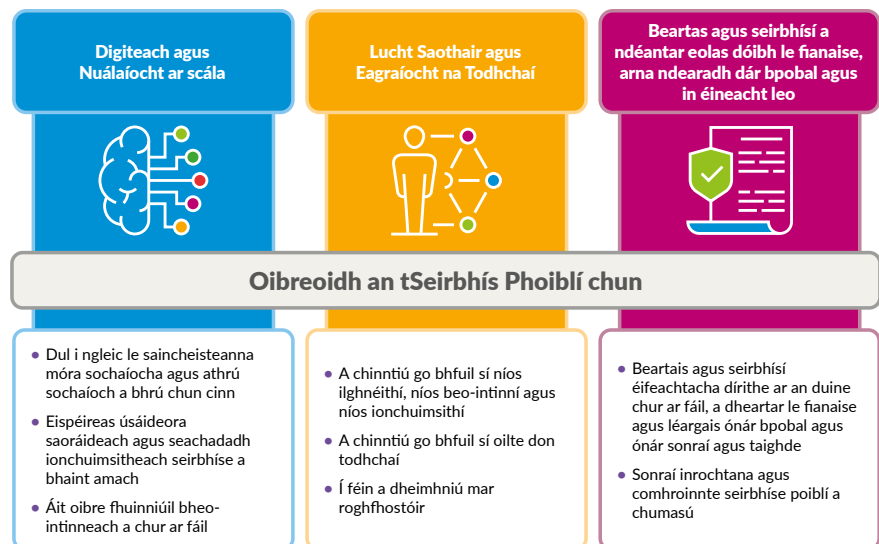 Digiteach agus
Nuálaíocht ar scála
Lucht Saothair agus
Eagraíocht na Todhchaí
Beartas agus seirbhísí a
ndéantar eolas dóibh le fianaise,
arna ndearadh dár bpobal agus
in éineacht leo
Oibreoidh an tSeirbhís Phoiblí chun
• Dul i ngleic le saincheisteanna
móra sochaíocha agus athrú
sochaíoch a bhrú chun cinn
• Eispéireas úsáideora
saoráideach agus seachadadh
ionchuimsitheach seirbhíse a
bhaint amach
• Áit oibre fhuinniúil bheo-
intinneach a chur ar fáil
• A chinntiú go bhfuil sí níos
ilghnéithí, níos beo-intinní agus
níos ionchuimsithí
• A chinntiú go bhfuil sí oilte don
todhchaí
• Í féin a dheimhniú mar
roghfhostóir
• Beartais agus seirbhísí
éifeachtacha dírithe ar an duine
chur ar fáil, a dheartar le fianaise
agus léargais ónár bpobal agus
ónár sonraí agus taighde
• Sonraí inrochtana agus
comhroinnte seirbhíse poiblí a
chumasú